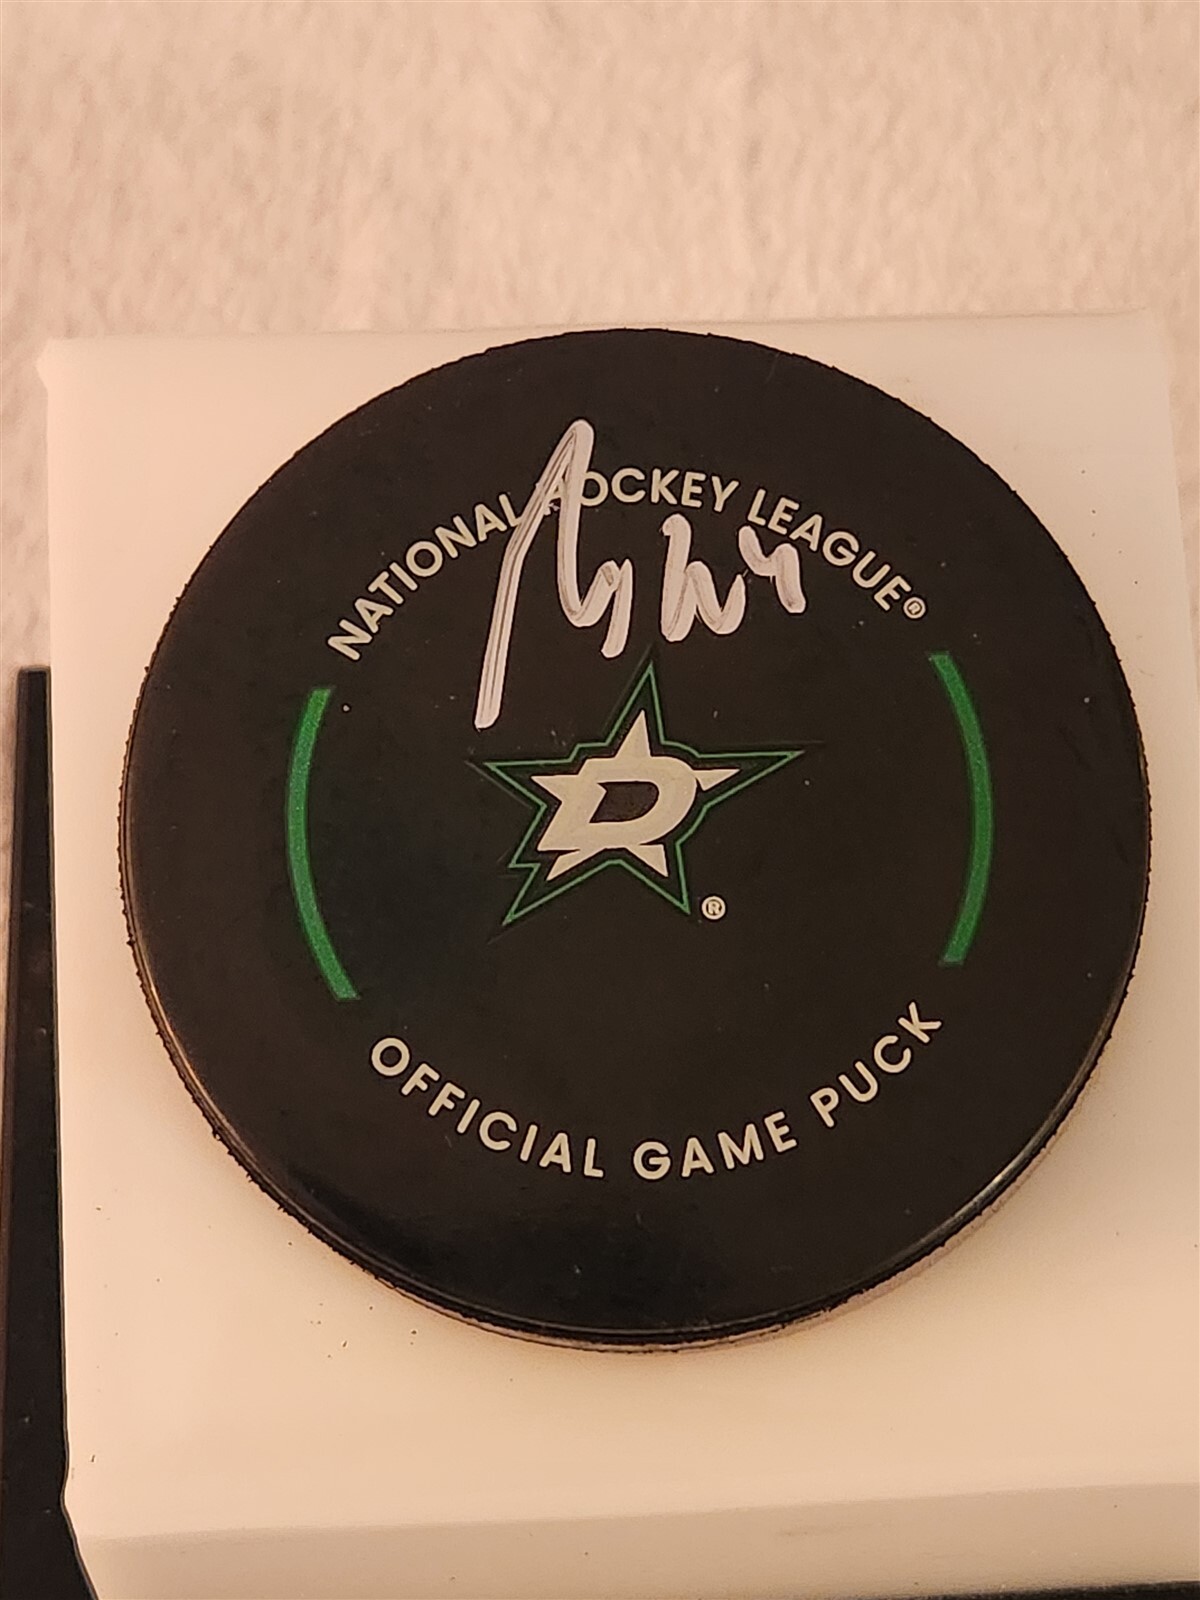 NATIONAL HOCKEY LEAGUE®
D
®
OFFICIAL GAME PUCK